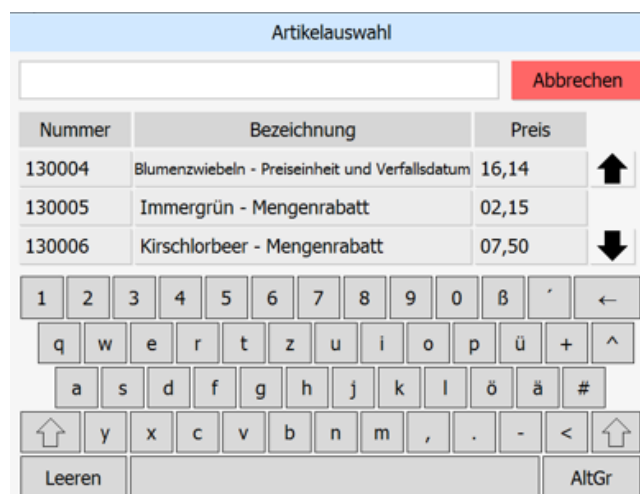 Artikelauswahl
Abbrechen
Nummer Bezeichnung Preis
130004 Blumenzwiebeln - Preiseinheit und Verfallsdatum 16,14
130005 Immergrün - Mengenrabatt 02,15
130006 Kirschlorbeer - Mengenrabatt 07,50
1 2 3 4 5 6 7 8 9 0 ß ´ ←
q w e r t z u i o p ü + ^
a s d f g h j k l ö ä #
y x c v b n m , . - <
Leeren AltGr